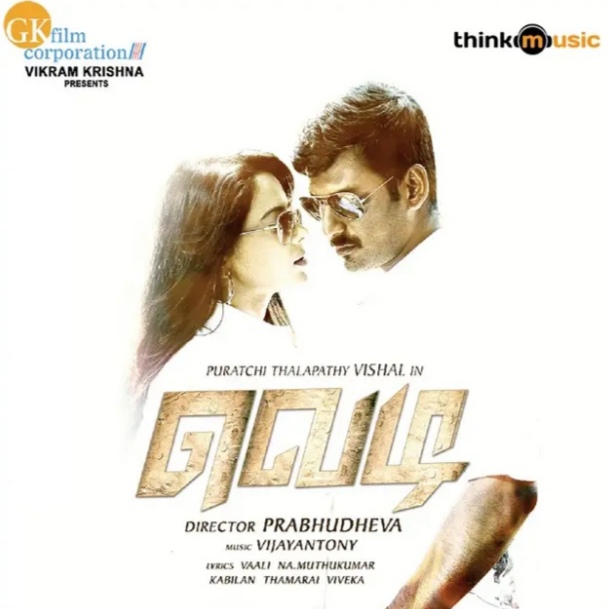 GK film
corporation
VIKRAM KRISHNA
PRESENTS
think music
PURATCHI THALAPATHY VISHAL IN
வெடி
DIRECTOR PRABHUDHEVA
MUSIC VIJAYANTONY
LYRICS VAALI NA.MUTHUKUMAR
KABILAN THAMARAI VIVEKA